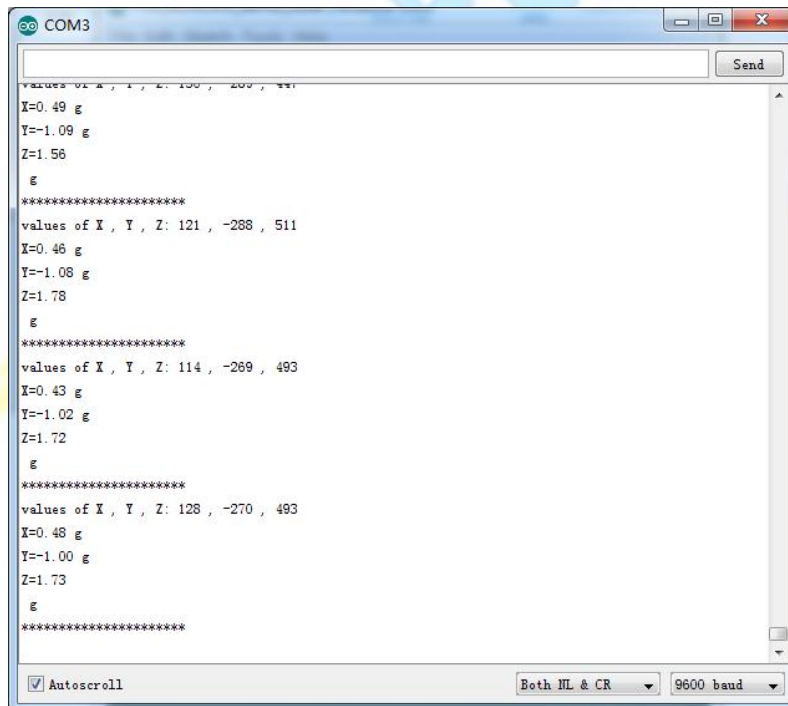 COM3
Send
values of X , Y , Z:
X=0.49 g
Y=-1.09 g
Z=1.56
g
**********************
values of X , Y , Z: 121 , -288 , 511
X=0.46 g
Y=-1.08 g
Z=1.78
g
**********************
values of X , Y , Z: 114 , -269 , 493
X=0.43 g
Y=-1.02 g
Z=1.72
g
**********************
values of X , Y , Z: 128 , -270 , 493
X=0.48 g
Y=-1.00 g
Z=1.73
g
**********************
Autoscroll
Both NL & CR
9600 baud